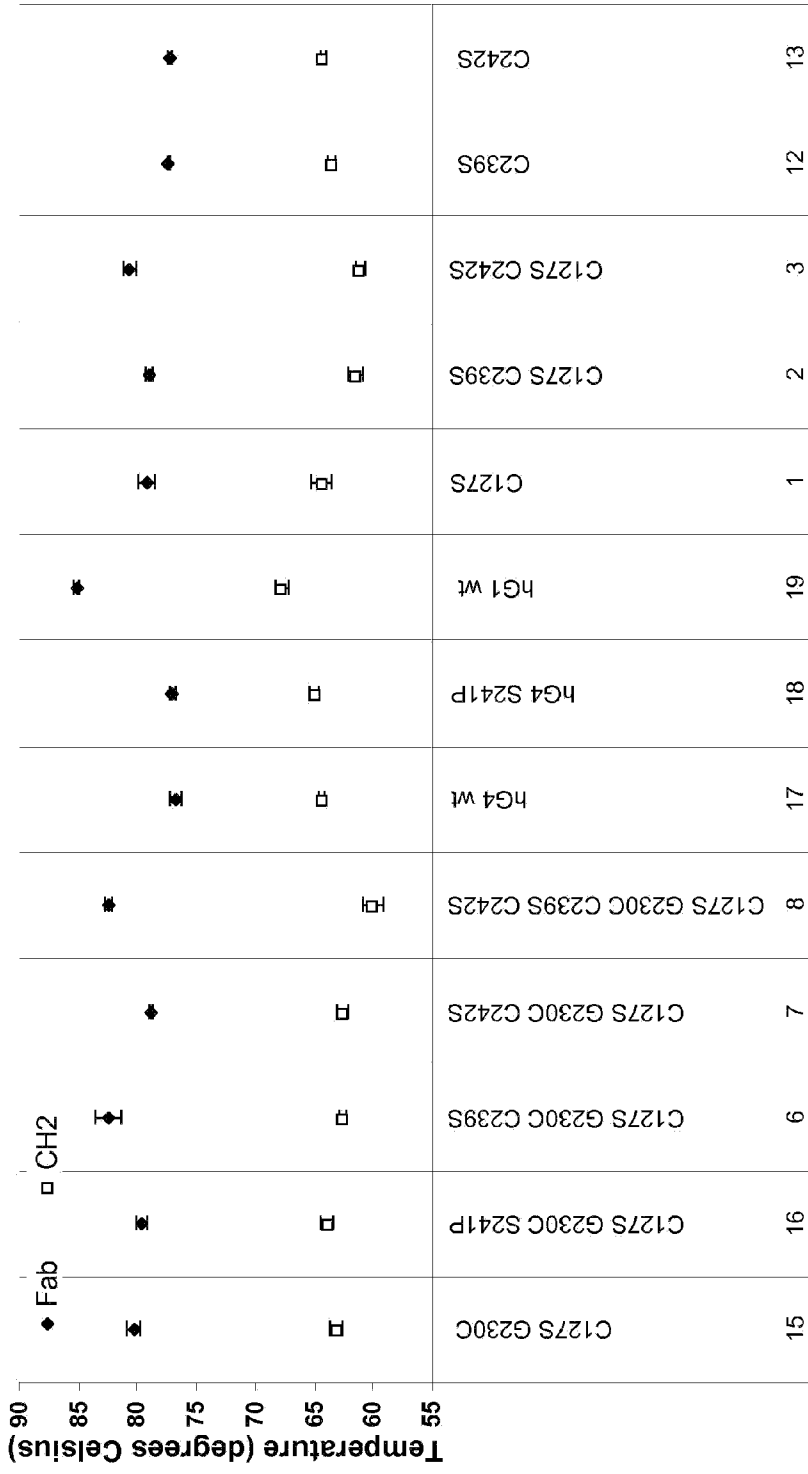 Temperature (degrees Celsius)
90
85
80
75
70
65
60
55
Fab
CH2
C127S G230C
C127S G230C S241P
C127S G230C C239S
C127S G230C C242S
C127S G230C C239S C242S
hG4 wt
hG4 S241P
hG1 wt
C127S
C127S C239S
C127S C242S
C239S
C242S
15
16
6
7
8
17
18
19
1
2
3
12
13